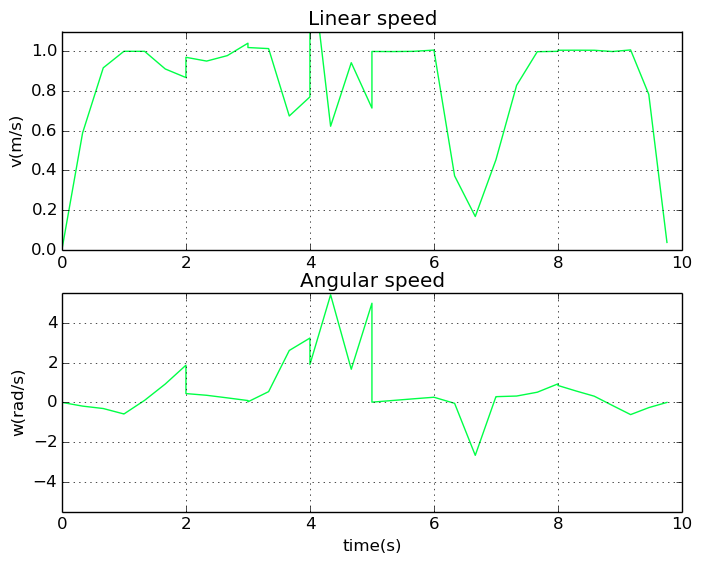 Linear speed
v(m/s)
1.0
0.8
0.6
0.4
0.2
0.0
0 2 4 6 8 10
Angular speed
w(rad/s)
4
2
0
−2
−4
0 2 4 6 8 10
time(s)